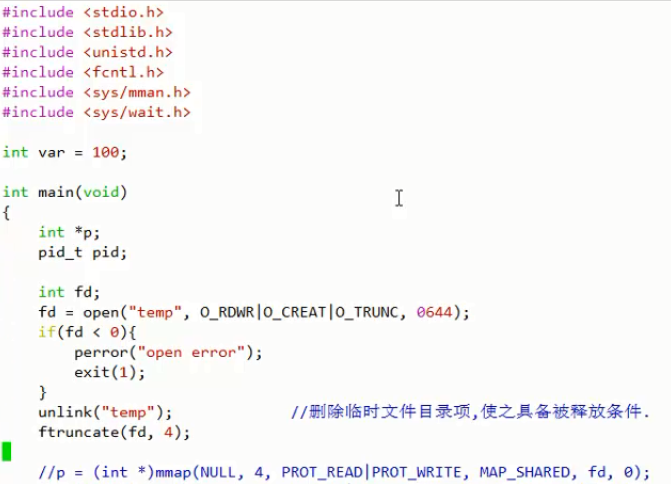 #include <stdio.h>
#include <stdlib.h>
#include <unistd.h>
#include <fcntl.h>
#include <sys/mman.h>
#include <sys/wait.h>
int var = 100;
int main(void)
{
int *p;
pid_t pid;
int fd;
fd = open("temp", O_RDWR|O_CREAT|O_TRUNC, 0644);
if(fd < 0){
perror("open error");
exit(1);
}
unlink("temp"); //删除临时文件目录项,使之具备被释放条件.
ftruncate(fd, 4);
//p = (int *)mmap(NULL, 4, PROT_READ|PROT_WRITE, MAP_SHARED, fd, 0);